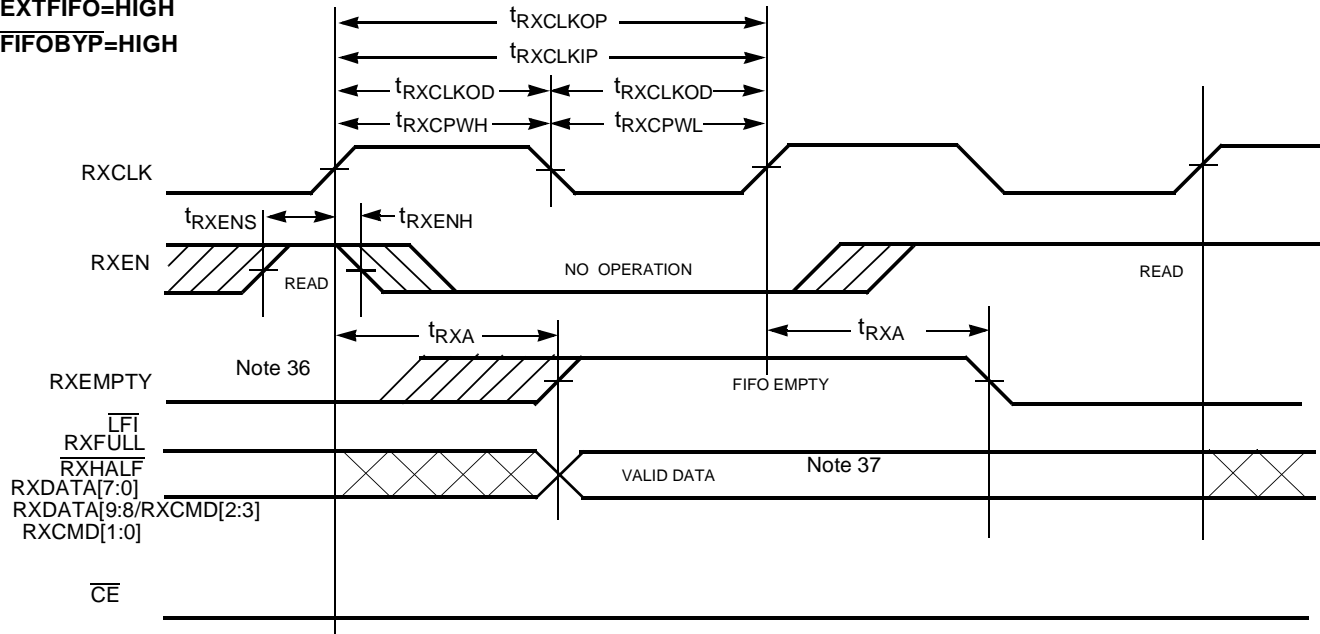 EXTFIFO=HIGH
FIFOBYP=HIGH
tRXCLKOP
tRXCLKIP
tRXCLKOD tRXCLKOD
tRXCPWH tRXCPWL
RXCLK
tRXENS tRXENH
RXEN READ NO OPERATION READ
tRXA tRXA
Note 36
RXEMPTY FIFO EMPTY
LFI
RXFULL
RXHALF VALID DATA Note 37
RXDATA[7:0]
RXDATA[9:8/RXCMD[2:3]
RXCMD[1:0]
CE